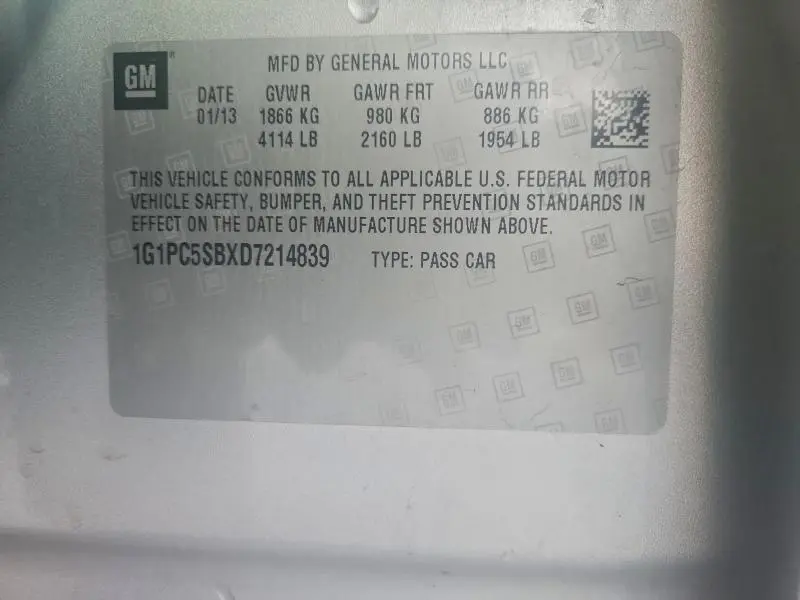 GM
MFD BY GENERAL MOTORS LLC
DATE GVWR GAWR FRT GAWR RR
01/13 1866 KG 980 KG 886 KG
4114 LB 2160 LB 1954 LB
THIS VEHICLE CONFORMS TO ALL APPLICABLE U.S. FEDERAL MOTOR
VEHICLE SAFETY, BUMPER, AND THEFT PREVENTION STANDARDS IN
EFFECT ON THE DATE OF MANUFACTURE SHOWN ABOVE.
1G1PC5SBXD7214839 TYPE: PASS CAR